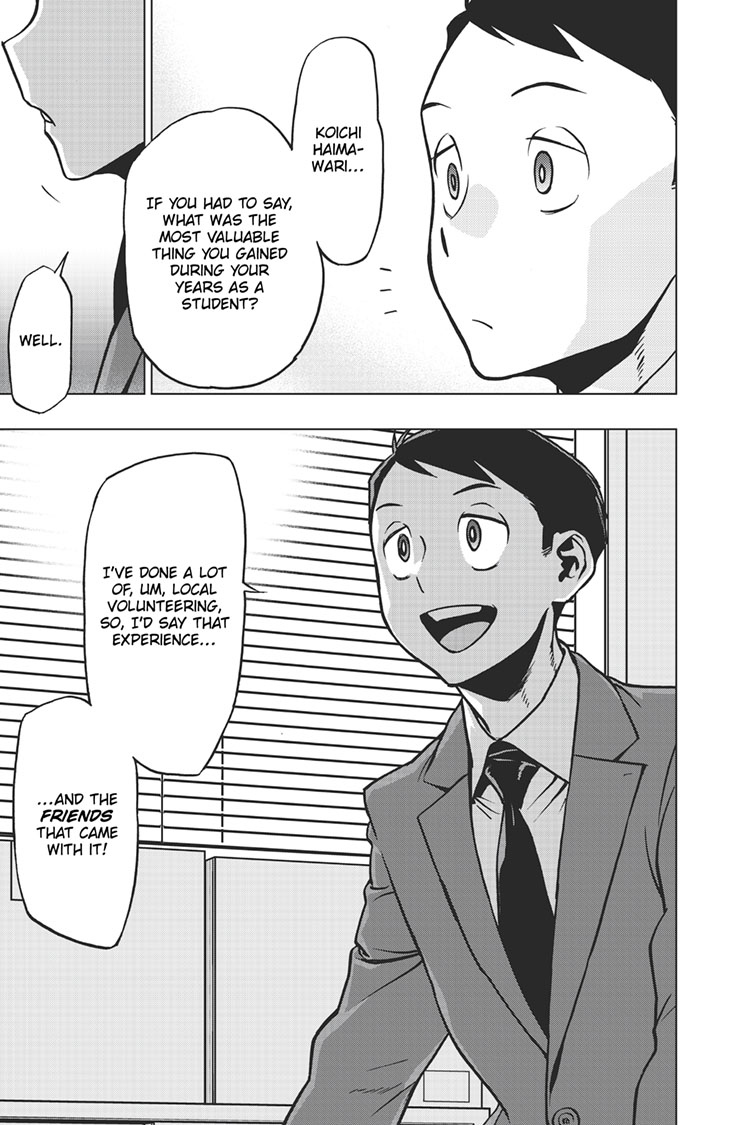 KOICHI
HAIMA-
WARI...
IF YOU HAD TO SAY,
WHAT WAS THE
MOST VALUABLE
THING YOU GAINED
DURING YOUR
YEARS AS A
STUDENT?
WELL.
I'VE DONE A LOT
OF, UM, LOCAL
VOLUNTEERING,
SO, I'D SAY THAT
EXPERIENCE...
...AND THE
FRIENDS
THAT CAME
WITH IT!